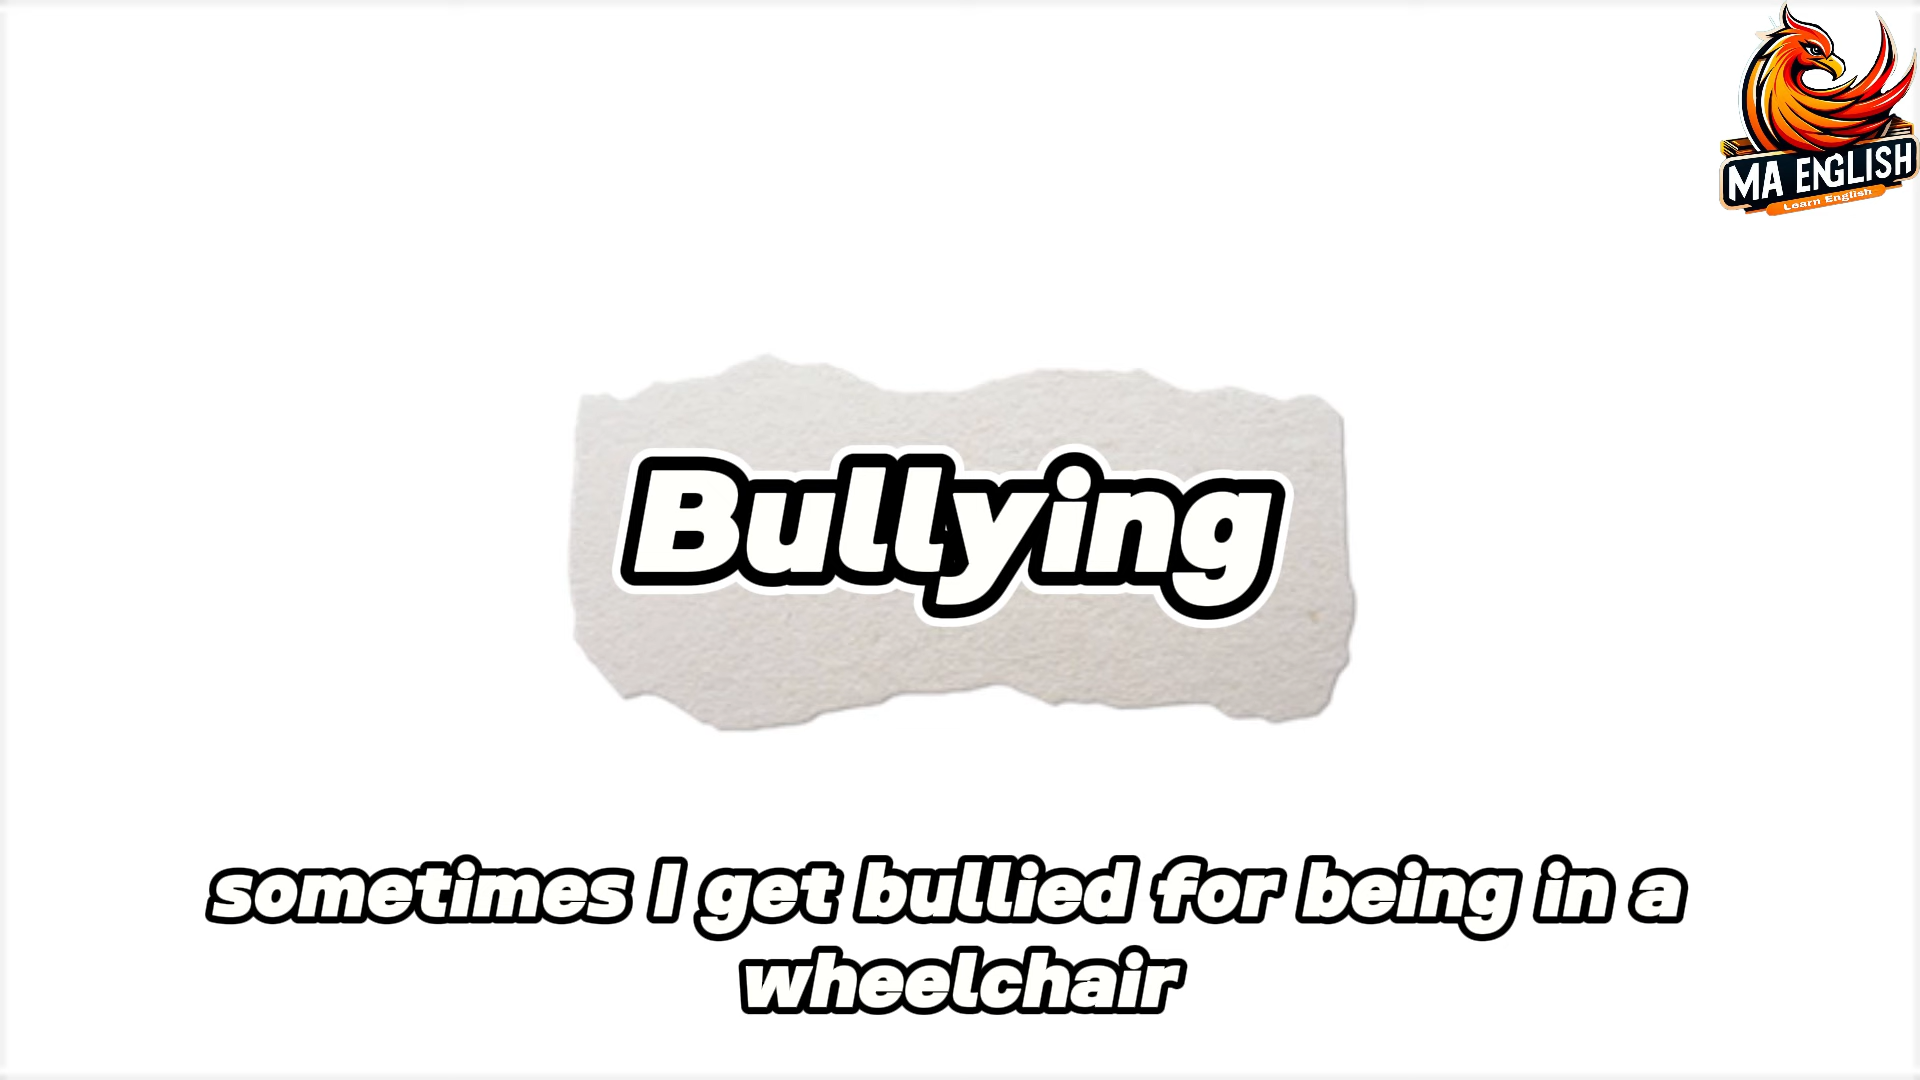 MA ENGLISH
Learn English
Bullying
sometimes I get bullied for being in a
wheelchair